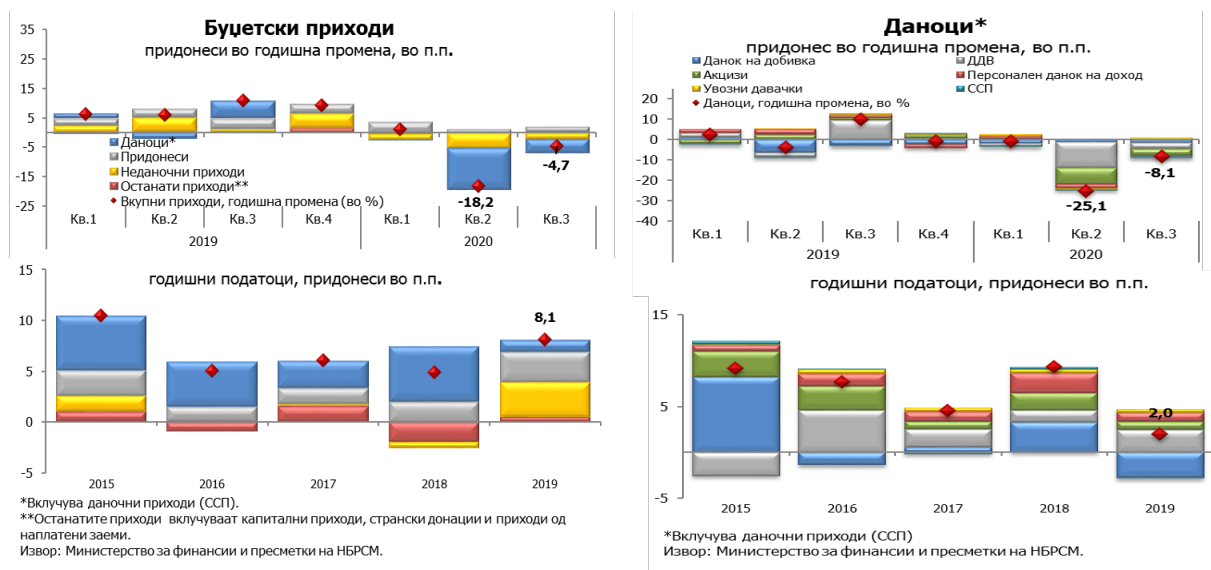 Буџетски приходи
придонеси во годишна промена, во п.п.
35
25
15
5
-5
-15
-25
Даноци*
Придонеси
Неданочни приходи
Останати приходи**
Вкупни приходи, годишна промена (во %)
-18,2
-4,7
Кв.1 Кв.2 Кв.3 Кв.4 Кв.1 Кв.2 Кв.3
2019 2020
годишни податоци, придонеси во п.п.
15
10
5
0
-5
8,1
2015 2016 2017 2018 2019
*Вклучува даночни приходи (ССП).
**Останатите приходи вклучуваат капитални приходи, странски донации и приходи од
наплатени заеми.
Извор: Министерство за финансии и пресметки на НБРСМ.
Даноци*
придонес во годишна промена, во п.п.
Данок на добивка ДДВ
Акцизи Персонален данок на доход
Увозни давачки ССП
Даноци, годишна промена, во %
20
10
0
-10
-20
-30
-40
-25,1
-8,1
Кв.1 Кв.2 Кв.3 Кв.4 Кв.1 Кв.2 Кв.3
2019 2020
годишни податоци, придонеси во п.п.
15
5
-5
2,0
2015 2016 2017 2018 2019
*Вклучува даночни приходи (ССП)
Извор: Министерство за финансии и пресметки на НБРСМ.